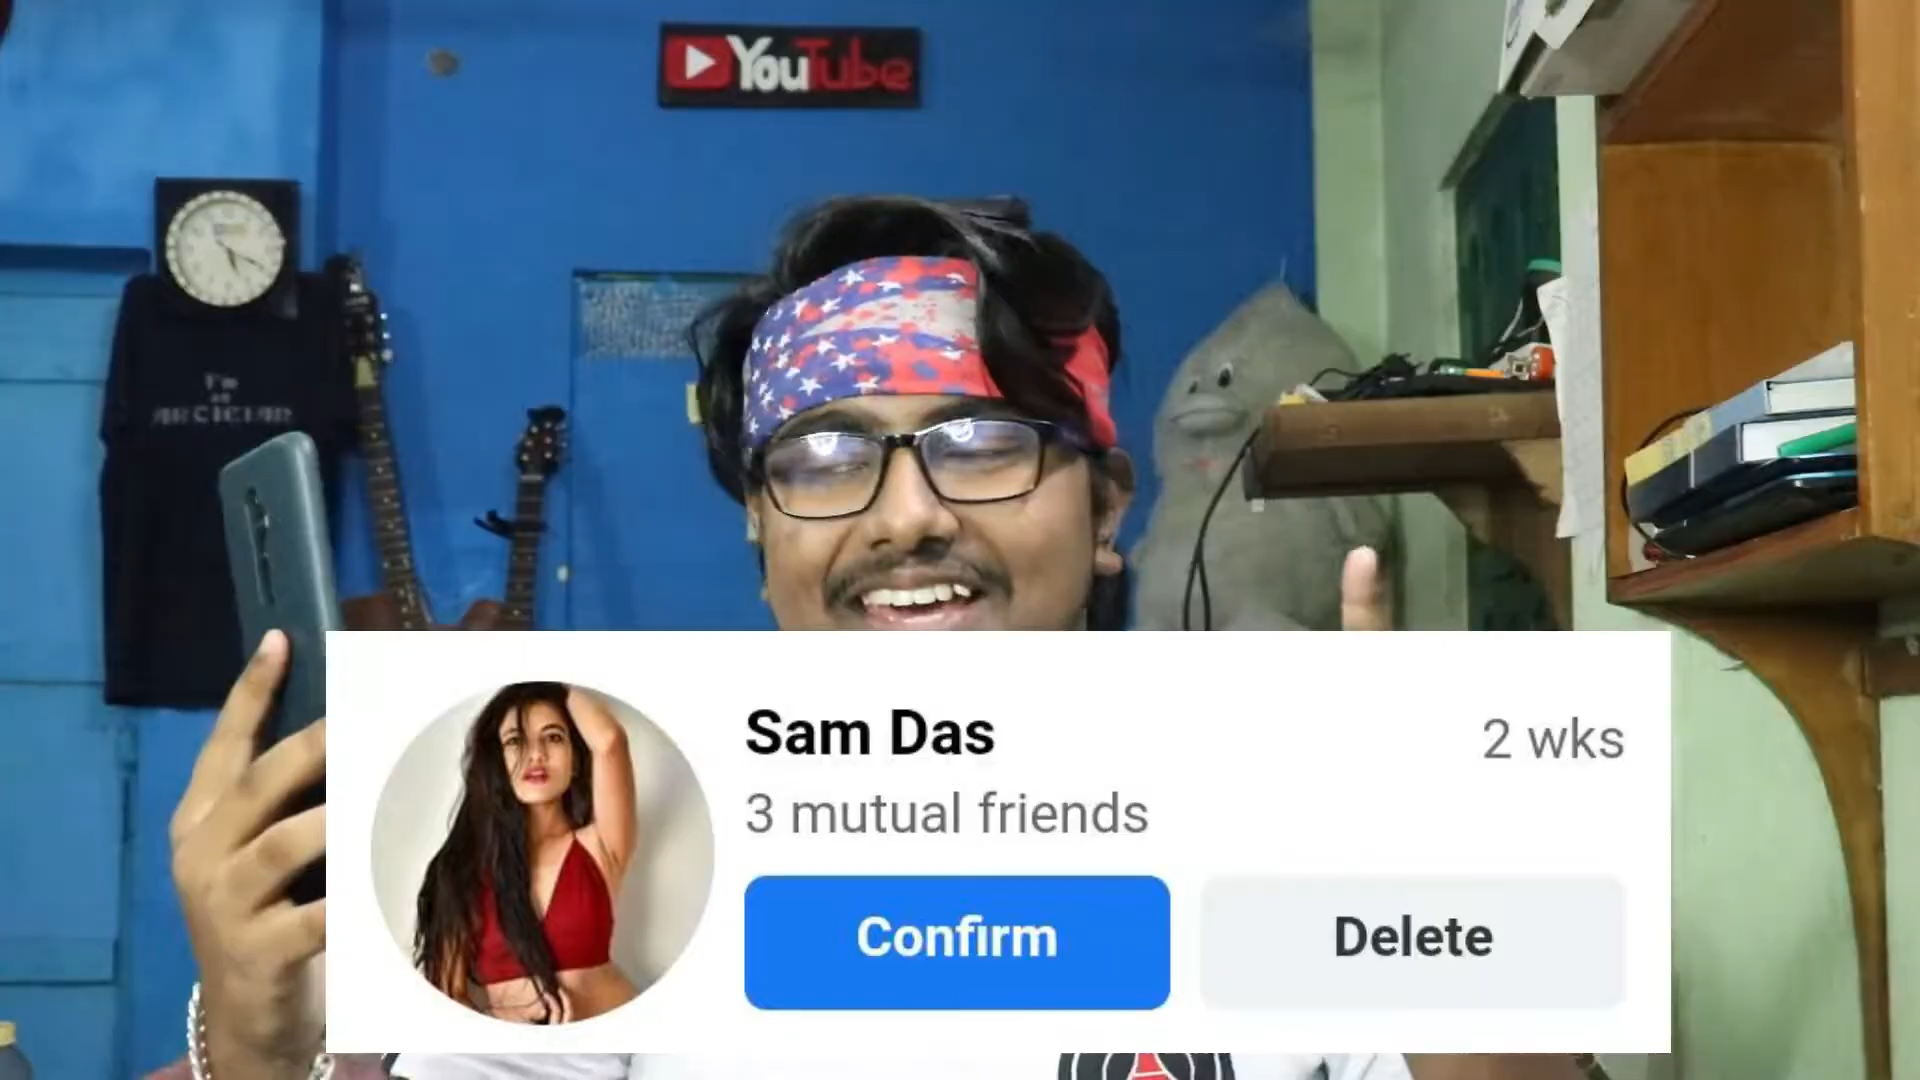 YouTube
I'm
Sam Das
2 wks
3 mutual friends
Confirm
Delete